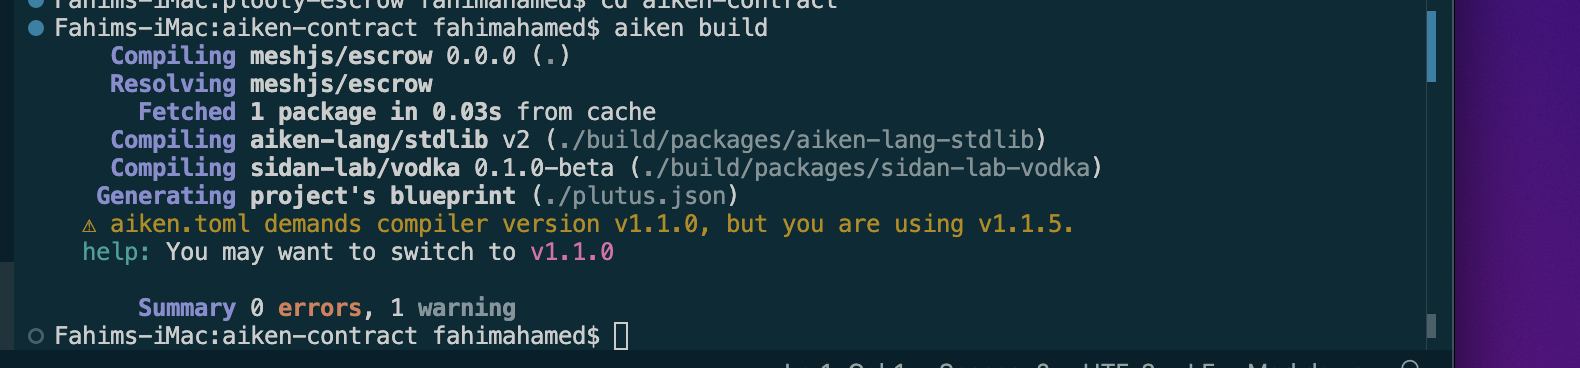 Fahims-iMac:plooly-escrow fahimahamed$ cd aiken-contract
Fahims-iMac:aiken-contract fahimahamed$ aiken build
Compiling meshjs/escrow 0.0.0 (.)
Resolving meshjs/escrow
Fetched 1 package in 0.03s from cache
Compiling aiken-lang/stdlib v2 (./build/packages/aiken-lang-stdlib)
Compiling sidan-lab/vodka 0.1.0-beta (./build/packages/sidan-lab-vodka)
Generating project's blueprint (./plutus.json)
⚠ aiken.toml demands compiler version v1.1.0, but you are using v1.1.5.
help: You may want to switch to v1.1.0
Summary 0 errors, 1 warning
Fahims-iMac:aiken-contract fahimahamed$